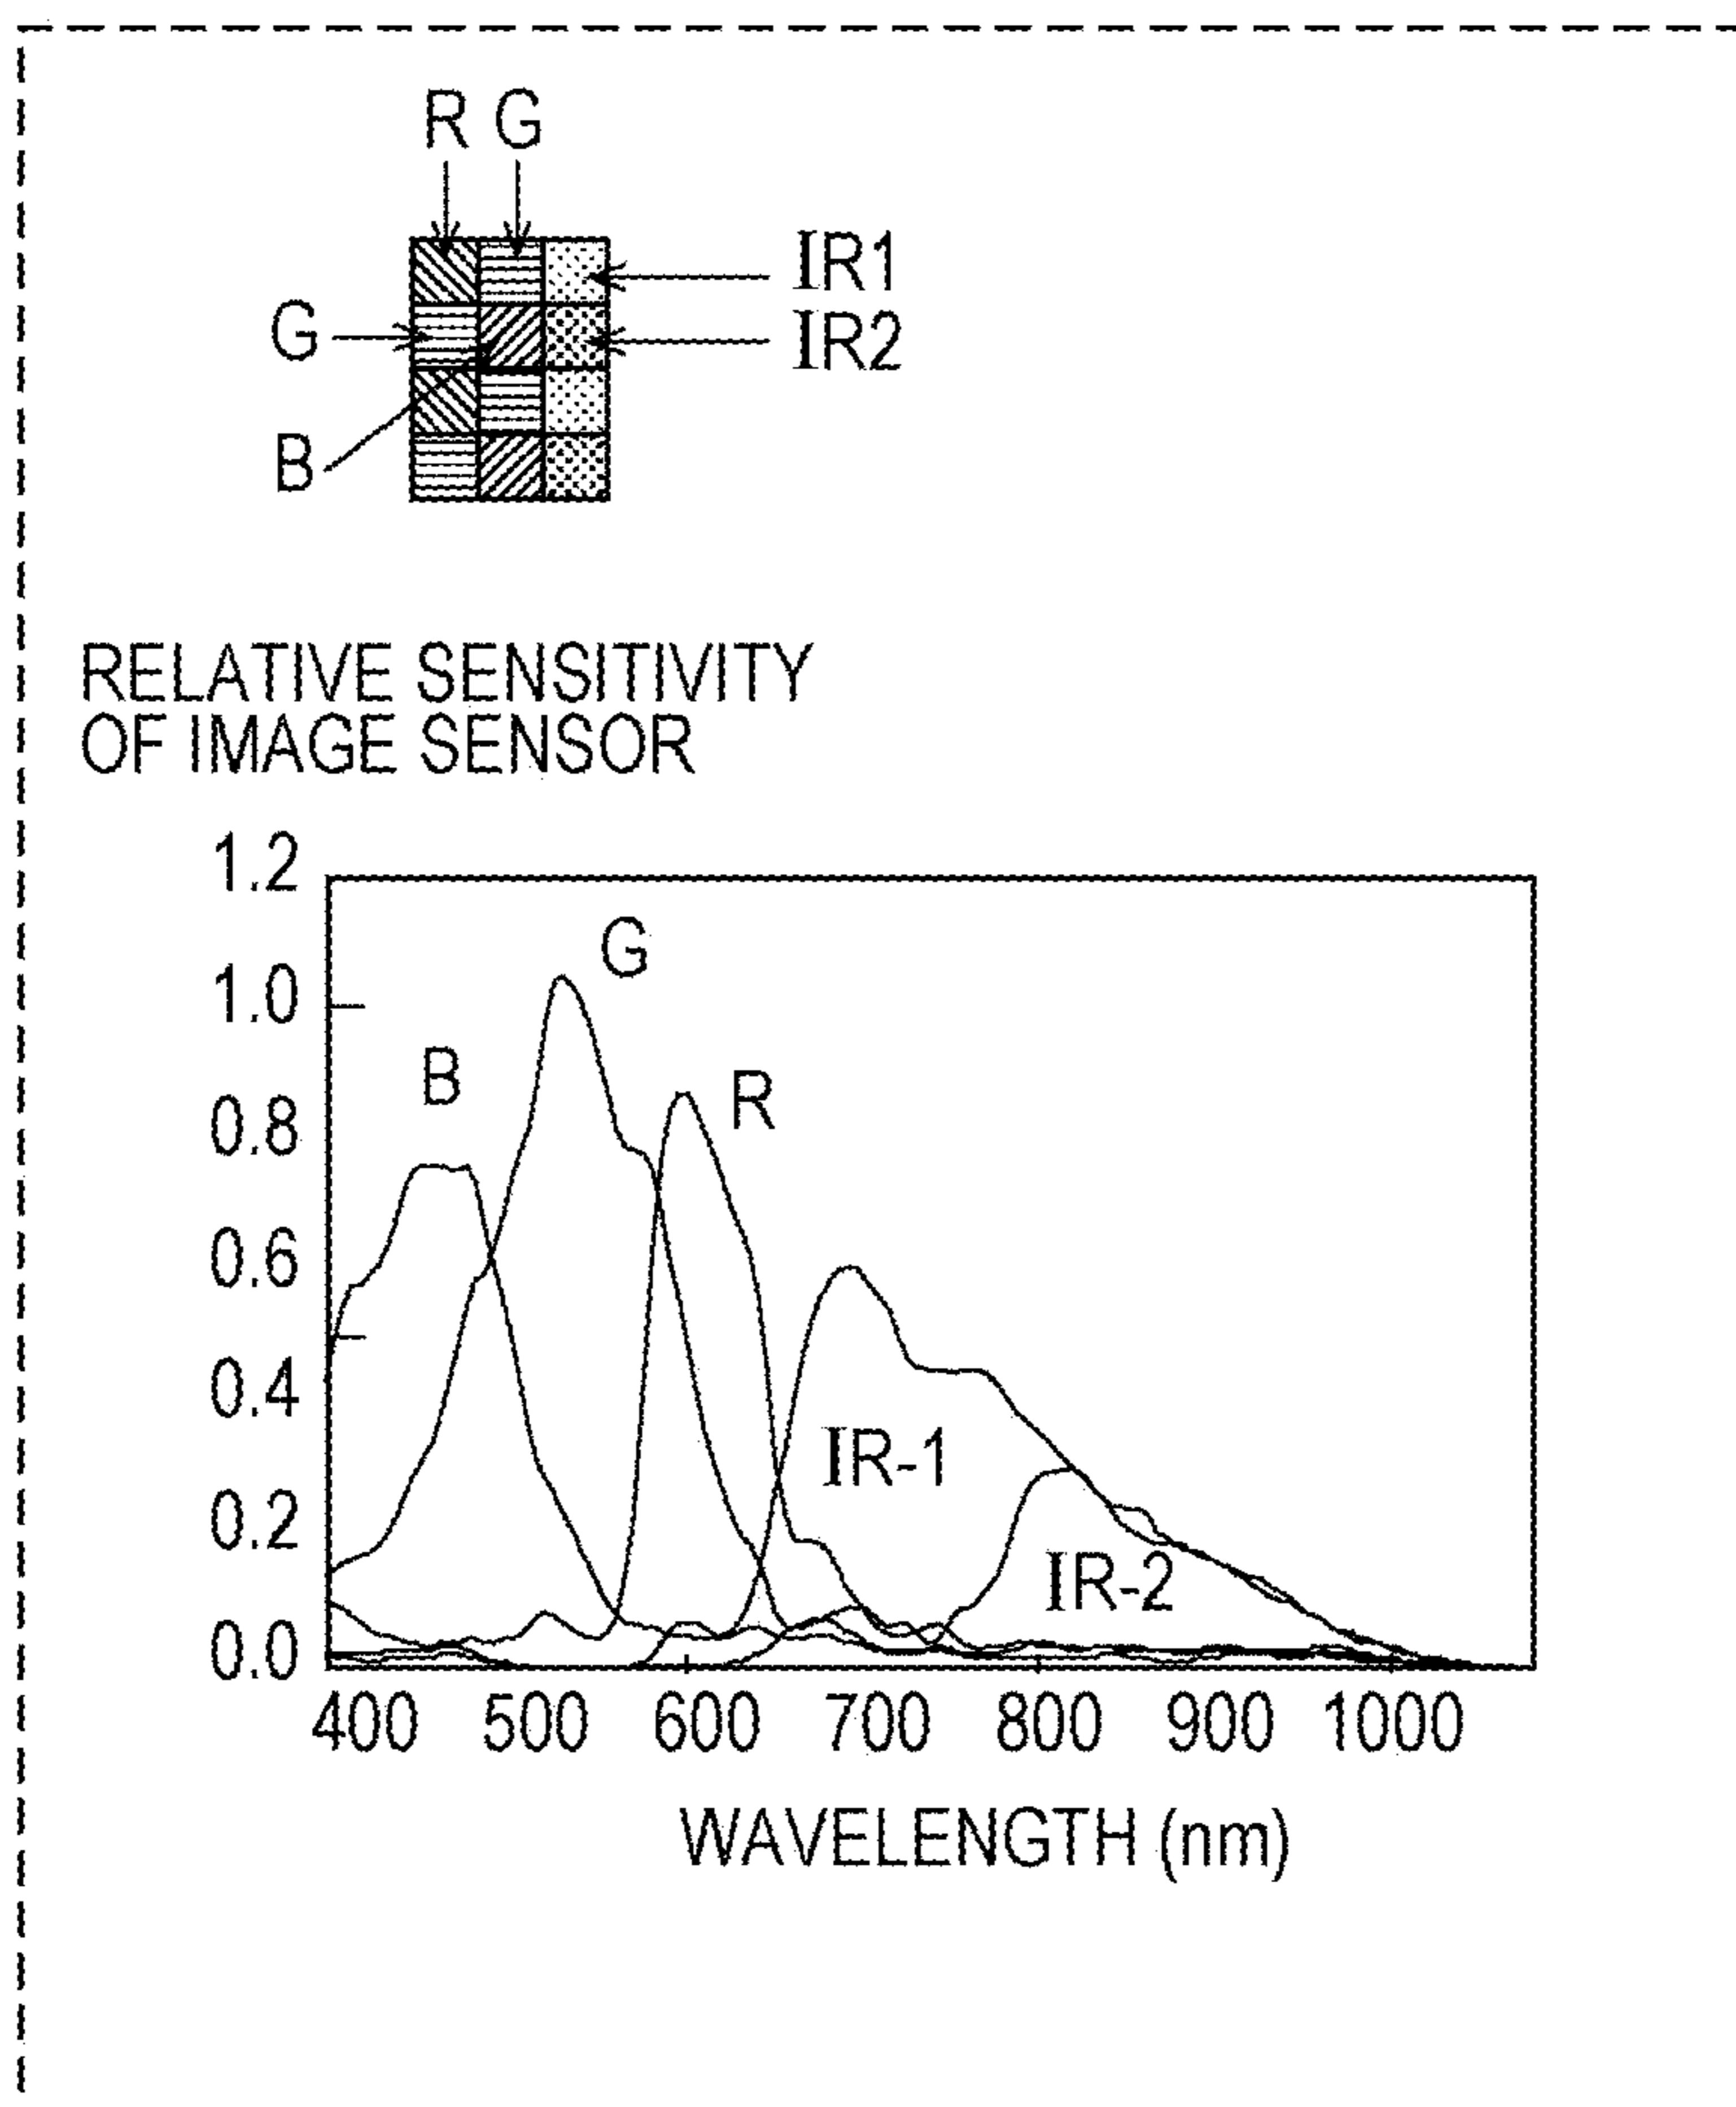 R G
IR1
G
IR2
B
RELATIVE SENSITIVITY
OF IMAGE SENSOR
1.2
G
1.0
B
R
0.8
0.6
0.4
IR-1
0.2
IR-2
0.0
400 500 600 700 800 900 1000
WAVELENGTH (nm)